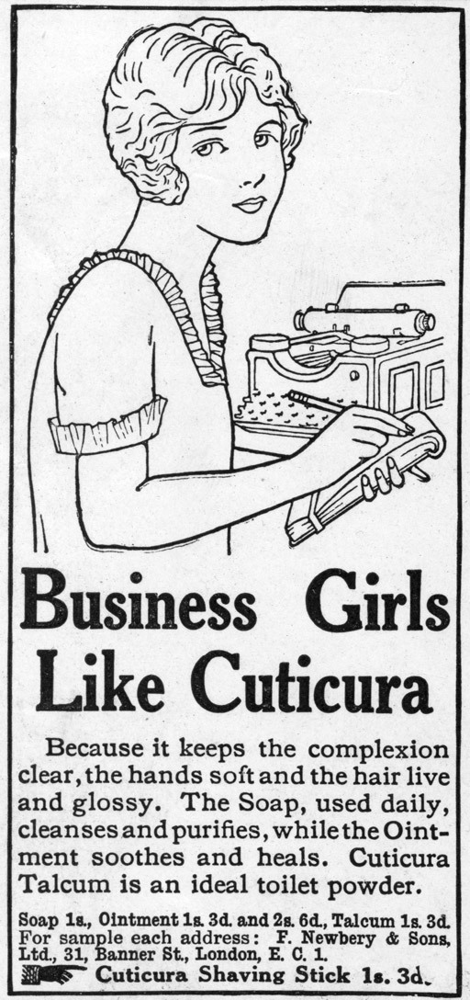 Business Girls
Like Cuticura
Because it keeps the complexion
clear, the hands soft and the hair live
and glossy. The Soap, used daily,
cleanses and purifies, while the Oint-
ment soothes and heals. Cuticura
Talcum is an ideal toilet powder.
Soap 1s., Ointment 1s. 3d. and 2s. 6d., Talcum 1s. 3d.
For sample each address: F. Newbery & Sons,
Ltd., 31, Banner St., London, E. C. 1.
Cuticura Shaving Stick 1s. 3d.